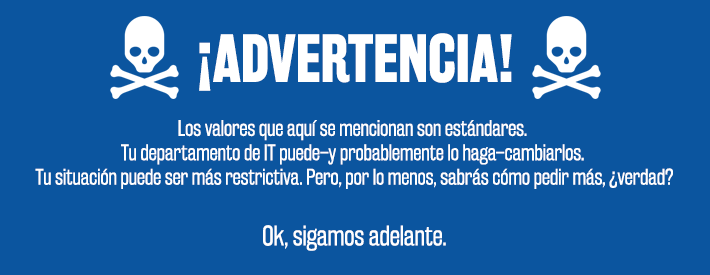 ¡ADVERTENCIA!
Los valores que aquí se mencionan son estándares.
Tu departamento de IT puede-y probablemente lo haga-cambiarlos.
Tu situación puede ser más restrictiva. Pero, por lo menos, sabrás cómo pedir más, ¿verdad?
Ok, sigamos adelante.